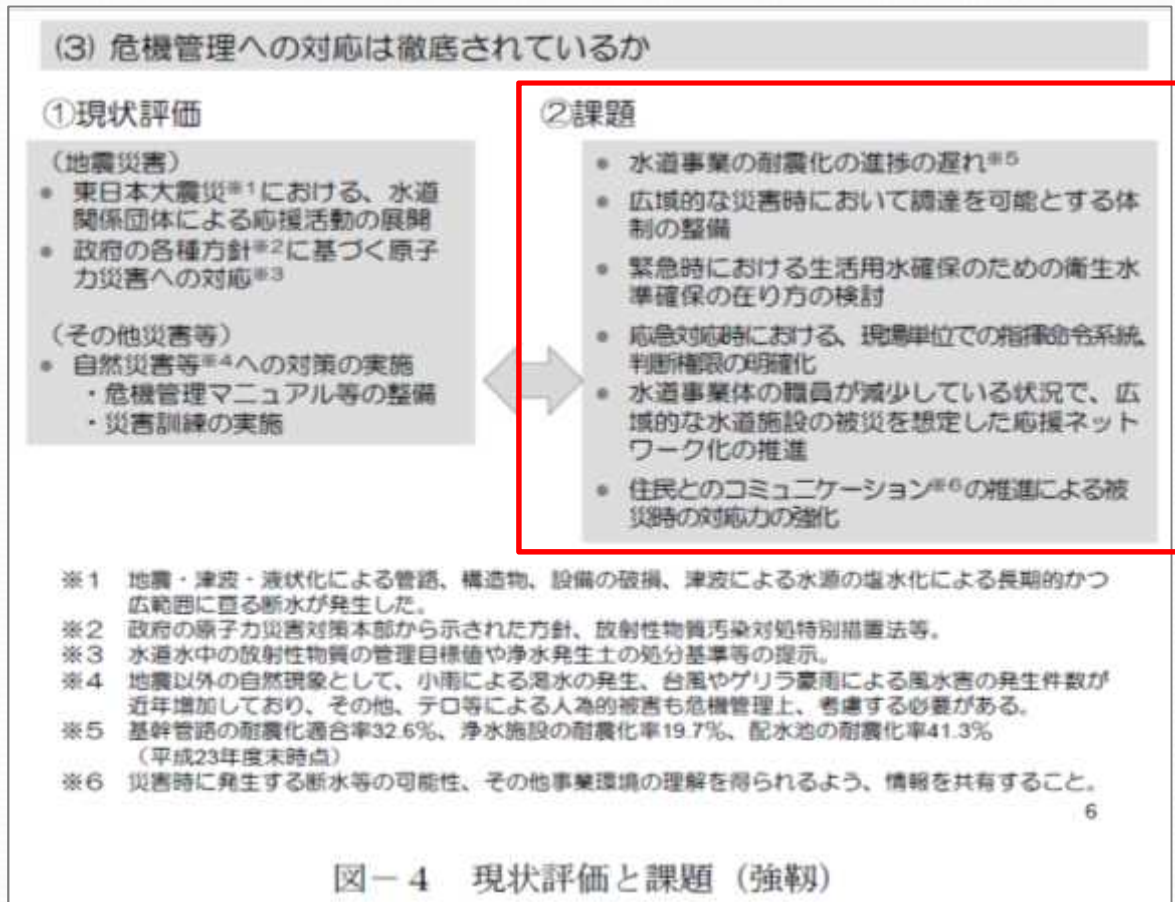 (3) 危機管理への対応は徹底されているか
①現状評価
（地震災害）
● 東日本大震災※1における、水道
関係団体による応援活動の展開
● 政府の各種方針※2に基づく原子
力災害への対応※3
（その他災害等）
● 自然災害等※4への対策の実施
・危機管理マニュアル等の整備
・災害訓練の実施
②課題
● 水道事業の耐震化の進捗の遅れ※5
● 広域的な災害時において調達を可能とする体
制の整備
● 緊急時における生活用水確保のための衛生水
準確保の在り方の検討
● 応急対応時における、現場単位での指揮命令系統、
判断権限の明確化
● 水道事業体の職員が減少している状況で、広
域的な水道施設の被災を想定した応援ネット
ワーク化の推進
● 住民とのコミュニケーション※6の推進による被
災時の対応力の強化
※1 地震・津波・液状化による管路、構造物、設備の破損、津波による水源の塩水化による長期的かつ
広範囲に亘る断水が発生した。
※2 政府の原子力災害対策本部から示された方針、放射性物質汚染対処特別措置法等。
※3 水道水中の放射性物質の管理目標値や浄水発生土の処分基準等の提示。
※4 地震以外の自然現象として、小雨による渇水の発生、台風やゲリラ豪雨による風水害の発生件数が
近年増加しており、その他、テロ等による人為的被害も危機管理上、考慮する必要がある。
※5 基幹管路の耐震化適合率32.6%、浄水施設の耐震化率19.7%、配水池の耐震化率41.3%
（平成23年度末時点）
※6 災害時に発生する断水等の可能性、その他事業環境の理解を得られるよう、情報を共有すること。
6
図－4 現状評価と課題（強靱）